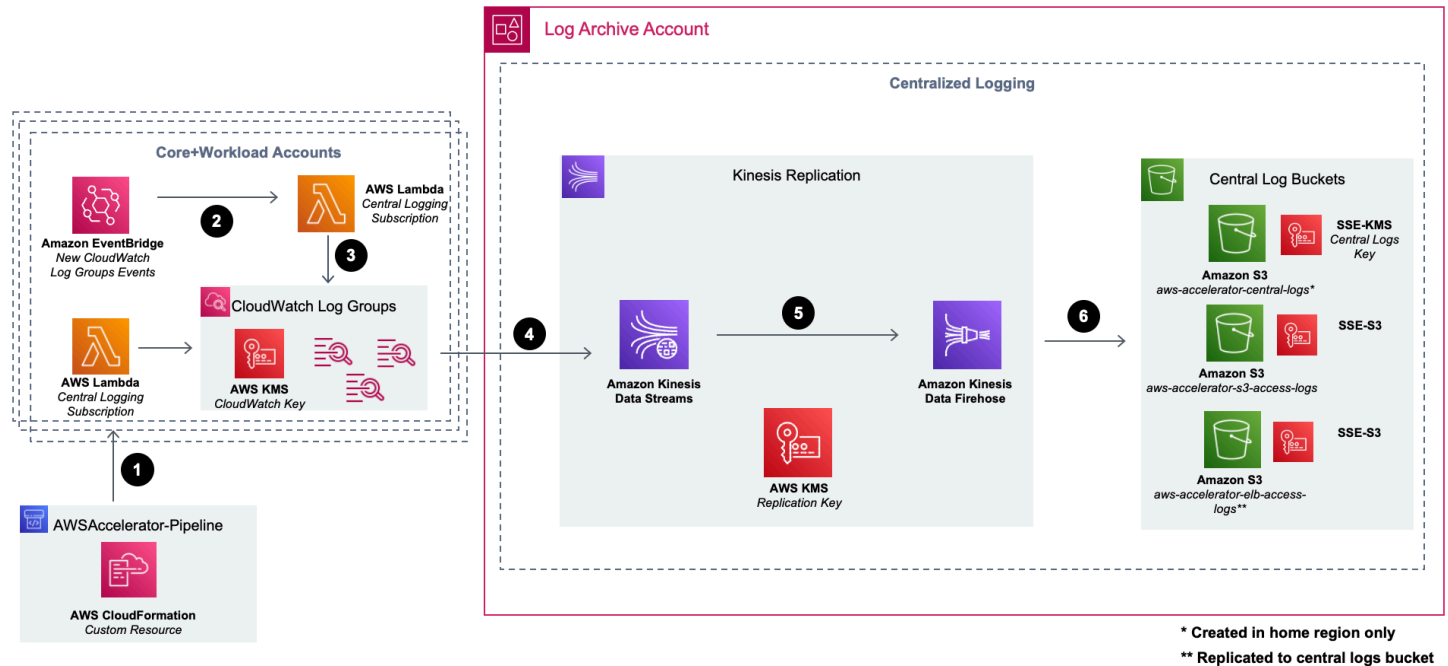 Log Archive Account
Centralized Logging
Core+Workload Accounts
Amazon EventBridge
New CloudWatch
Log Groups Events
2
AWS Lambda
Central Logging
Subscription
3
CloudWatch Log Groups
AWS KMS
CloudWatch Key
AWS Lambda
Central Logging
Subscription
1
AWSAccelerator-Pipeline
AWS CloudFormation
Custom Resource
4
Kinesis Replication
Amazon Kinesis
Data Streams
5
Amazon Kinesis
Data Firehose
AWS KMS
Replication Key
6
Central Log Buckets
SSE-KMS
Central Logs
Key
Amazon S3
aws-accelerator-central-logs*
SSE-S3
Amazon S3
aws-accelerator-s3-access-logs
SSE-S3
Amazon S3
aws-accelerator-elb-access-
logs**
* Created in home region only
** Replicated to central logs bucket